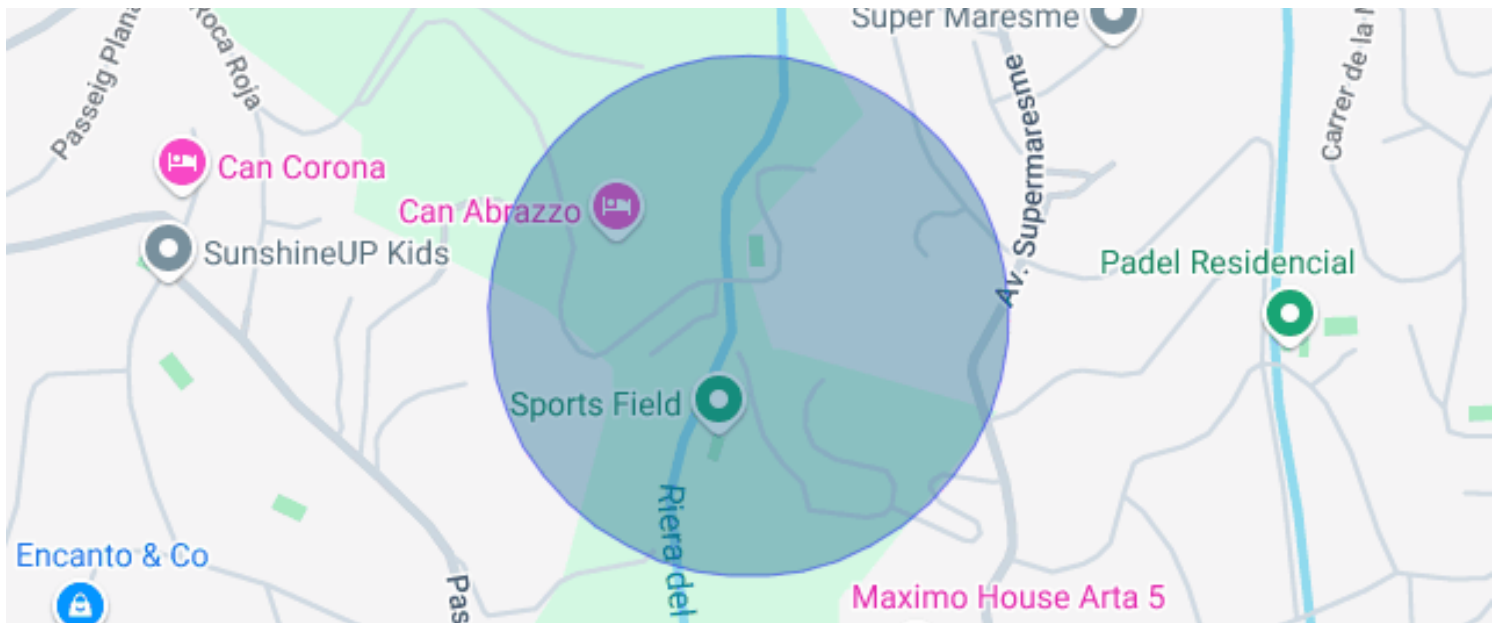 Super Maresme
Passeig Plana
Roca Roja
Av. Supermaresme
Carrer de la
Can Corona
Can Abrazzo
SunshineUP Kids
Padel Residencial
Sports Field
Riera del
Encanto & Co
Pas
Maximo House Arta 5